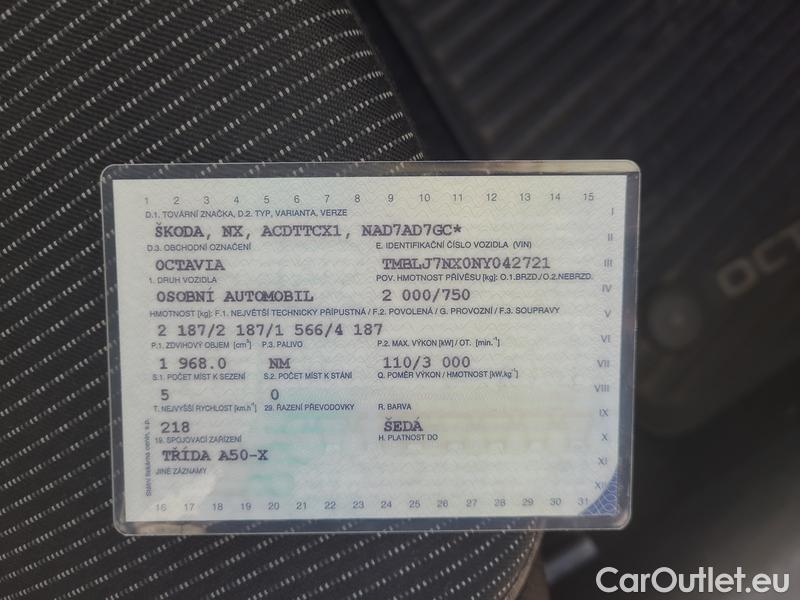 1 2 3 4 5 6 7 8 9 10 11 12 13 14 15
D.1. TOVÁRNÍ ZNAČKA, D.2. TYP, VARIANTA, VERZE
I
ŠKODA, NX, ACDTTCX1, NAD7AD7GC*
II
D.3. OBCHODNÍ OZNAČENÍ E. IDENTIFIKAČNÍ ČÍSLO VOZIDLA (VIN)
OCTAVIA TMBLJ7NX0NY042721
III
1. DRUH VOZIDLA POV. HMOTNOST PŘÍVĚSU [kg]: O.1.BRZD./O.2.NEBRZD.
OSOBNÍ AUTOMOBIL 2 000/750
IV
HMOTNOST [kg]: F.1. NEJVĚTŠÍ TECHNICKY PŘÍPUSTNÁ / F.2. POVOLENÁ / G. PROVOZNÍ / F.3. SOUPRAVY
V
2 187/2 187/1 566/4 187
P.1. ZDVIHOVÝ OBJEM [cm³] P.3. PALIVO P.2. MAX. VÝKON [kW] / OT. [min.⁻¹]
VI
1 968.0 NM 110/3 000
VII
S.1. POČET MÍST K SEZENÍ S.2. POČET MÍST K STÁNÍ Q. POMĚR VÝKON / HMOTNOST [kW.kg⁻¹]
5 0
VIII
T. NEJVYŠŠÍ RYCHLOST [km.h⁻¹] 29. ŘAZENÍ PŘEVODOVKY R. BARVA
IX
218 ŠEDÁ
19. SPOJOVACÍ ZAŘÍZENÍ H. PLATNOST DO
X
TŘÍDA A50-X
XI
JINÉ ZÁZNAMY
XII
16 17 18 19 20 21 22 23 24 25 26 27 28 29 30 31
Státní tiskárna cenin, s.p.
CarOutlet.eu